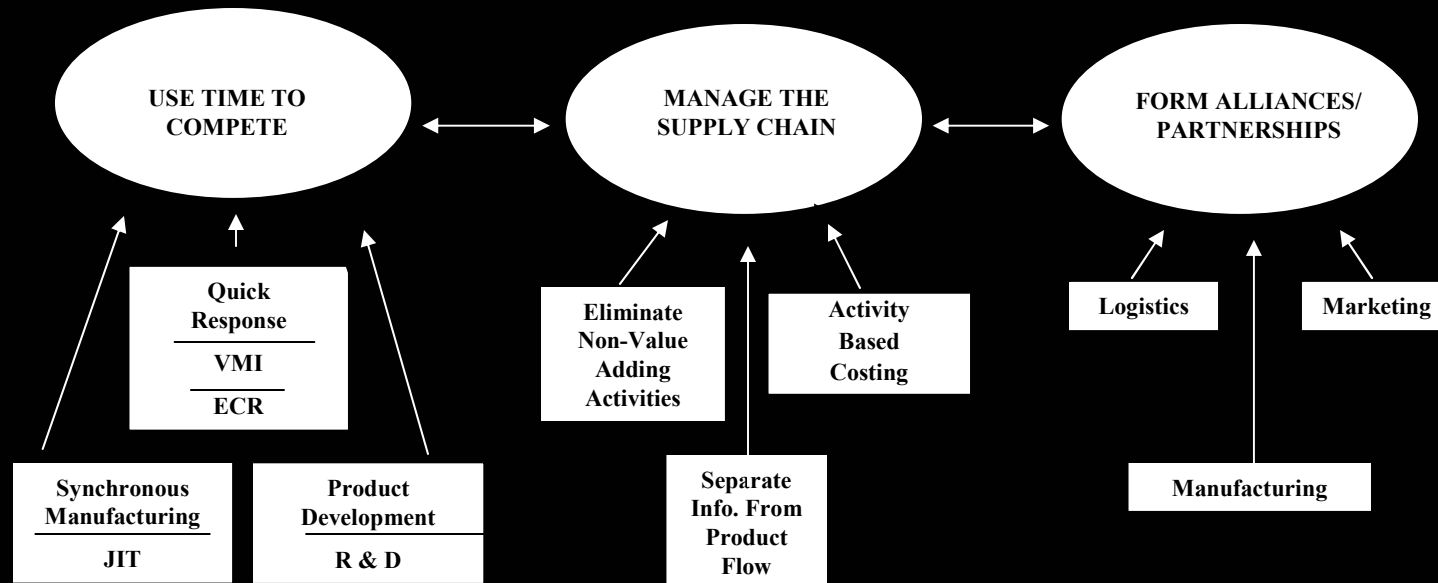 USE TIME TO
COMPETE
MANAGE THE
SUPPLY CHAIN
FORM ALLIANCES/
PARTNERSHIPS
Quick
Response
VMI
ECR
Eliminate
Non-Value
Adding
Activities
Activity
Based
Costing
Logistics
Marketing
Synchronous
Manufacturing
JIT
Product
Development
R & D
Separate
Info. From
Product
Flow
Manufacturing